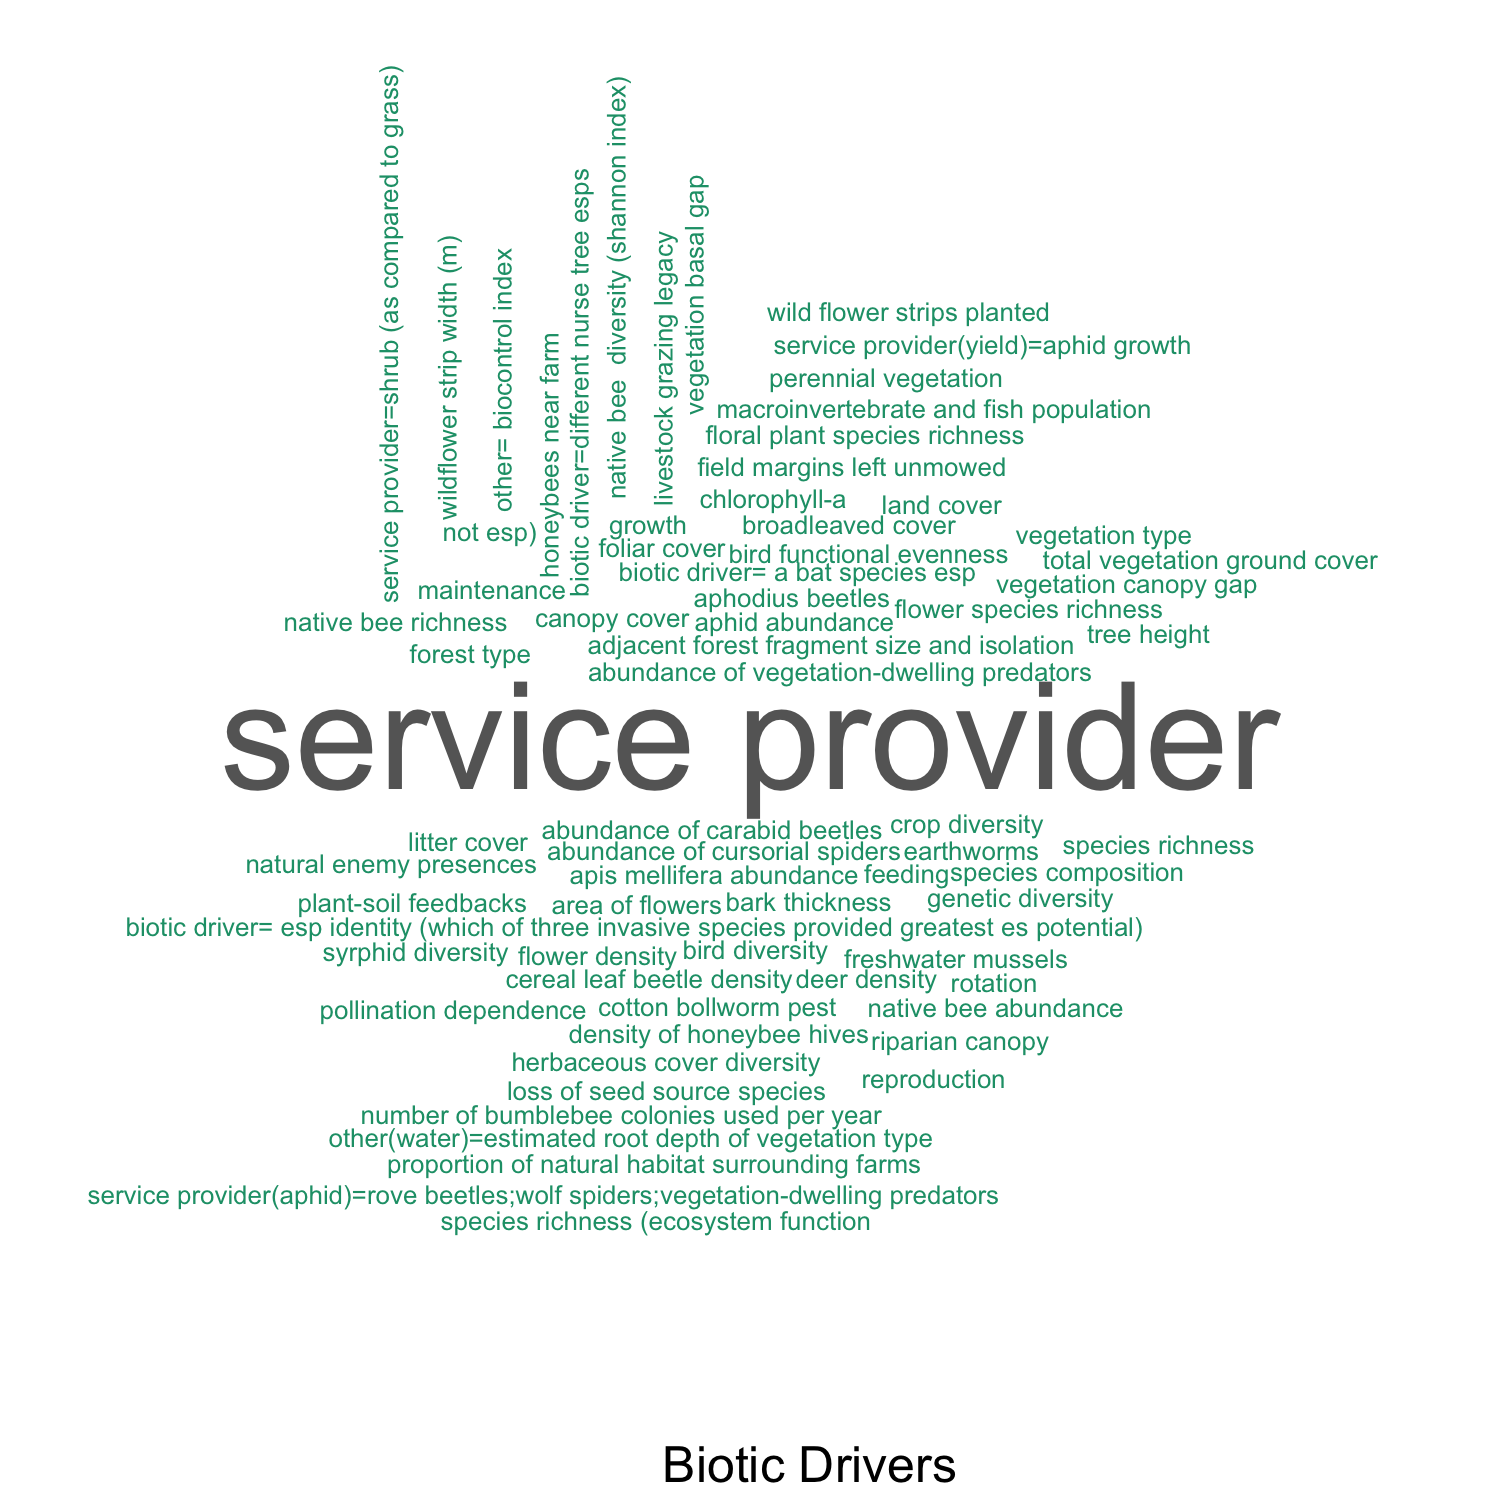 service provider=shrub (as compared to grass)
wildflower strip width (m)
other= biocontrol index
honeybees near farm
biotic driver=different nurse tree esps
native bee  diversity (shannon index)
livestock grazing legacy
vegetation basal gap
wild flower strips planted
service provider(yield)=aphid growth
perennial vegetation
macroinvertebrate and fish population
floral plant species richness
field margins left unmowed
chlorophyll-a
land cover
not esp)
growth
broadleaved cover
vegetation type
foliar cover
bird functional evenness
total vegetation ground cover
biotic driver= a bat species esp
vegetation canopy gap
maintenance
aphodius beetles
flower species richness
native bee richness
canopy cover
aphid abundance
tree height
forest type
adjacent forest fragment size and isolation
abundance of vegetation-dwelling predators
service provider
litter cover
abundance of carabid beetles
crop diversity
abundance of cursorial spiders
earthworms
species richness
natural enemy presences
apis mellifera abundance
feeding
species composition
plant-soil feedbacks
area of flowers
bark thickness
genetic diversity
biotic driver= esp identity (which of three invasive species provided greatest es potential)
syrphid diversity
flower density
bird diversity
freshwater mussels
cereal leaf beetle density
deer density
rotation
pollination dependence
cotton bollworm pest
native bee abundance
density of honeybee hives
riparian canopy
herbaceous cover diversity
reproduction
loss of seed source species
number of bumblebee colonies used per year
other(water)=estimated root depth of vegetation type
proportion of natural habitat surrounding farms
service provider(aphid)=rove beetles;wolf spiders;vegetation-dwelling predators
species richness (ecosystem function
Biotic Drivers